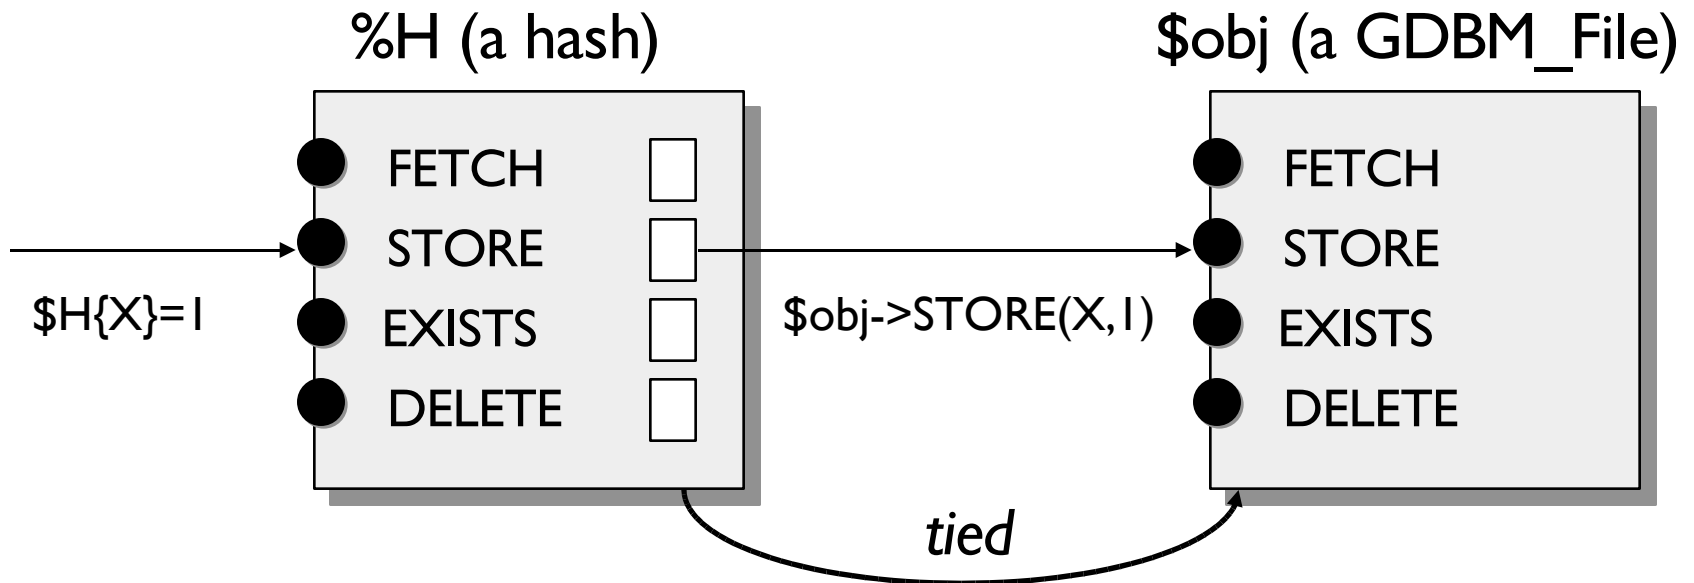 %H (a hash)
$obj (a GDBM_File)
FETCH
STORE
EXISTS
DELETE
$H{X}=1
$obj->STORE(X,1)
FETCH
STORE
EXISTS
DELETE
tied